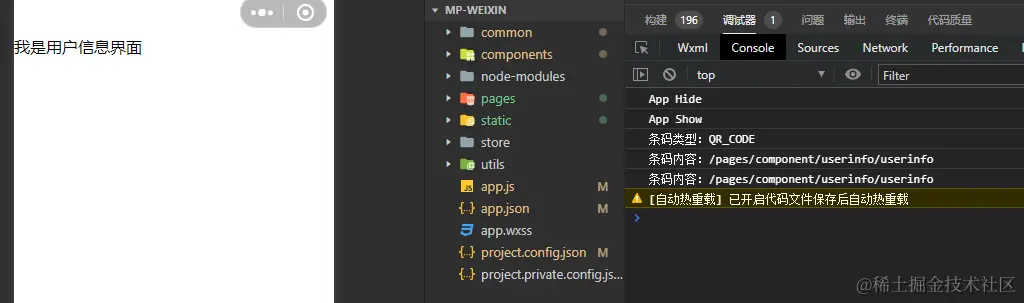 我是用户信息界面
MP-WEIXIN
common
components
node-modules
pages
static
store
utils
app.js M
app.json M
app.wxss
project.config.json M
project.private.config.js...
构建 196 调试器 1 问题 输出 终端 代码质量
Wxml Console Sources Network Performance
top Filter
App Hide
App Show
条码类型: QR_CODE
条码内容: /pages/component/userinfo/userinfo
条码内容: /pages/component/userinfo/userinfo
[自动热重载] 已开启代码文件保存后自动热重载
@稀土掘金技术社区